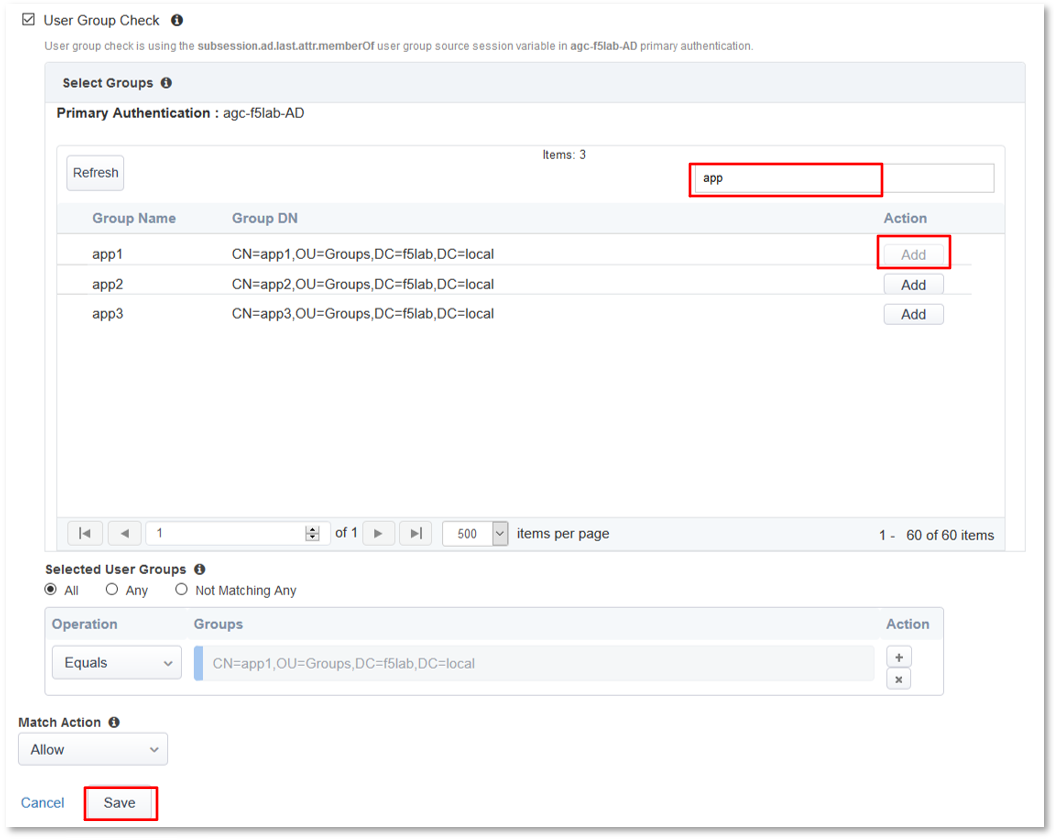 User Group Check
User group check is using the subsession.ad.last.attr.memberOf user group source session variable in agc-f5lab-AD primary authentication.
Select Groups
Primary Authentication : agc-f5lab-AD
Items: 3
Refresh
app
Group Name Group DN Action
app1 CN=app1,OU=Groups,DC=f5lab,DC=local Add
app2 CN=app2,OU=Groups,DC=f5lab,DC=local Add
app3 CN=app3,OU=Groups,DC=f5lab,DC=local Add
1 of 1 500 items per page 1 - 60 of 60 items
Selected User Groups
All Any Not Matching Any
Operation Groups Action
Equals CN=app1,OU=Groups,DC=f5lab,DC=local
Match Action
Allow
Cancel Save